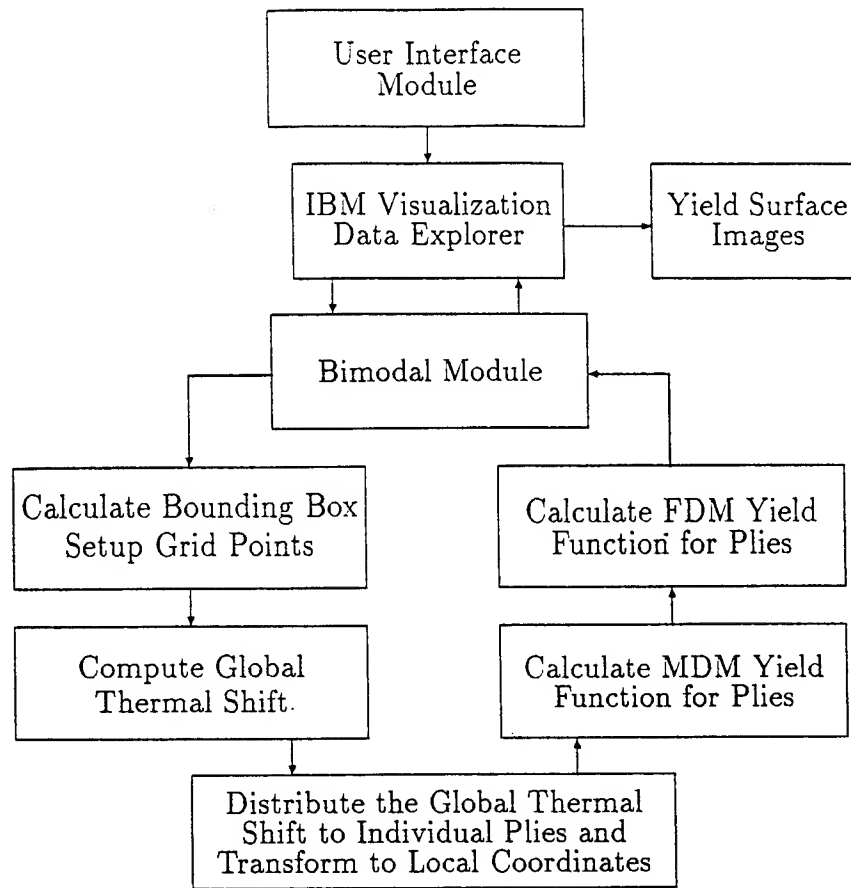 User Interface
Module
IBM Visualization
Data Explorer
Yield Surface
Images
Bimodal Module
Calculate Bounding Box
Setup Grid Points
Calculate FDM Yield
Function for Plies
Compute Global
Thermal Shift.
Calculate MDM Yield
Function for Plies
Distribute the Global Thermal
Shift to Individual Plies and
Transform to Local Coordinates